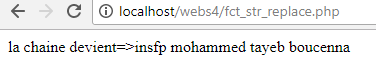 localhost/webs4/fct_str_replace.php
la chaine devient=>insfp mohammed tayeb boucenna